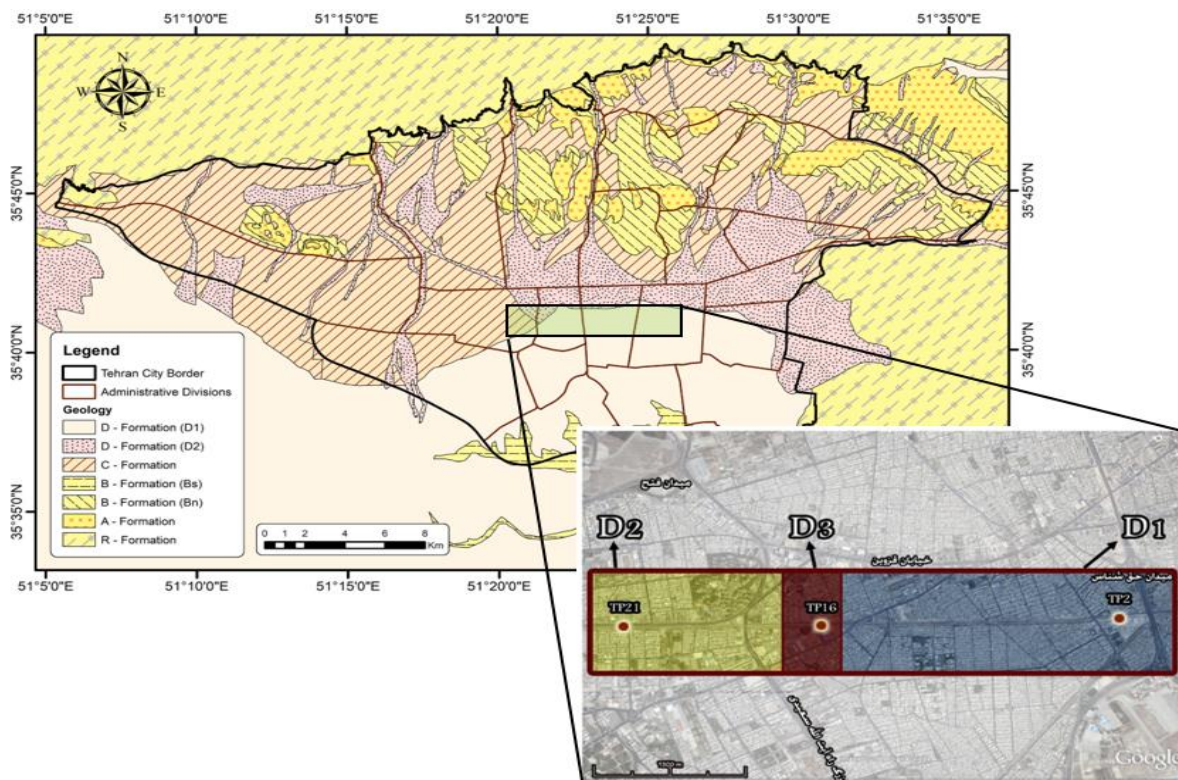 51°5'0"E 51°10'0"E 51°15'0"E 51°20'0"E 51°25'0"E 51°30'0"E 51°35'0"E
N
W E
S
35°45'0"N 35°45'0"N
35°40'0"N 35°40'0"N
35°35'0"N
Legend
Tehran City Border
Administrative Divisions
Geology
D - Formation (D1)
D - Formation (D2)
C - Formation
B - Formation (Bs)
B - Formation (Bn)
A - Formation
R - Formation
0 1 2 4 6 8
Km
51°5'0"E 51°10'0"E 51°15'0"E 51°20'0"E
میدان فتح
D2 D3 D1
خیابان قزوین
میدان حق شناس
TP21 TP16 TP2
Google